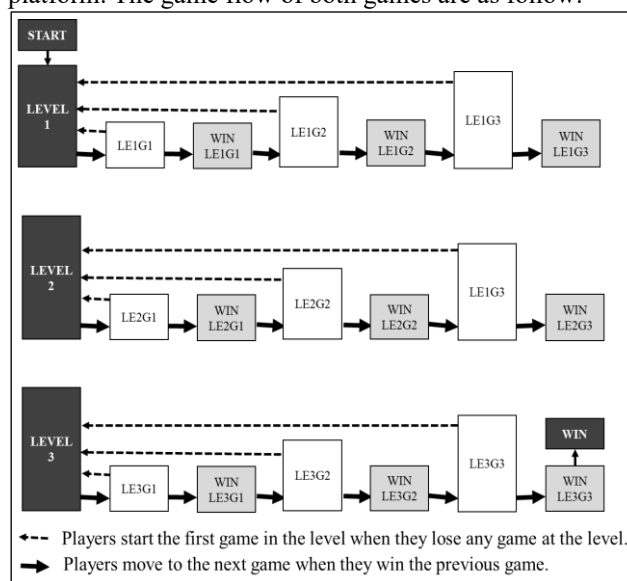 platform. The game flow of both games are as follow:
START
LEVEL
1
LE1G1
WIN
LE1G1
LE1G2
WIN
LE1G2
LE1G3
WIN
LE1G3
LEVEL
2
LE2G1
WIN
LE2G1
LE2G2
WIN
LE2G2
LE1G3
WIN
LE2G3
LEVEL
3
LE3G1
WIN
LE3G1
LE3G2
WIN
LE3G2
LE3G3
WIN
WIN
LE3G3
Players start the first game in the level when they lose any game at the level.
Players move to the next game when they win the previous game.